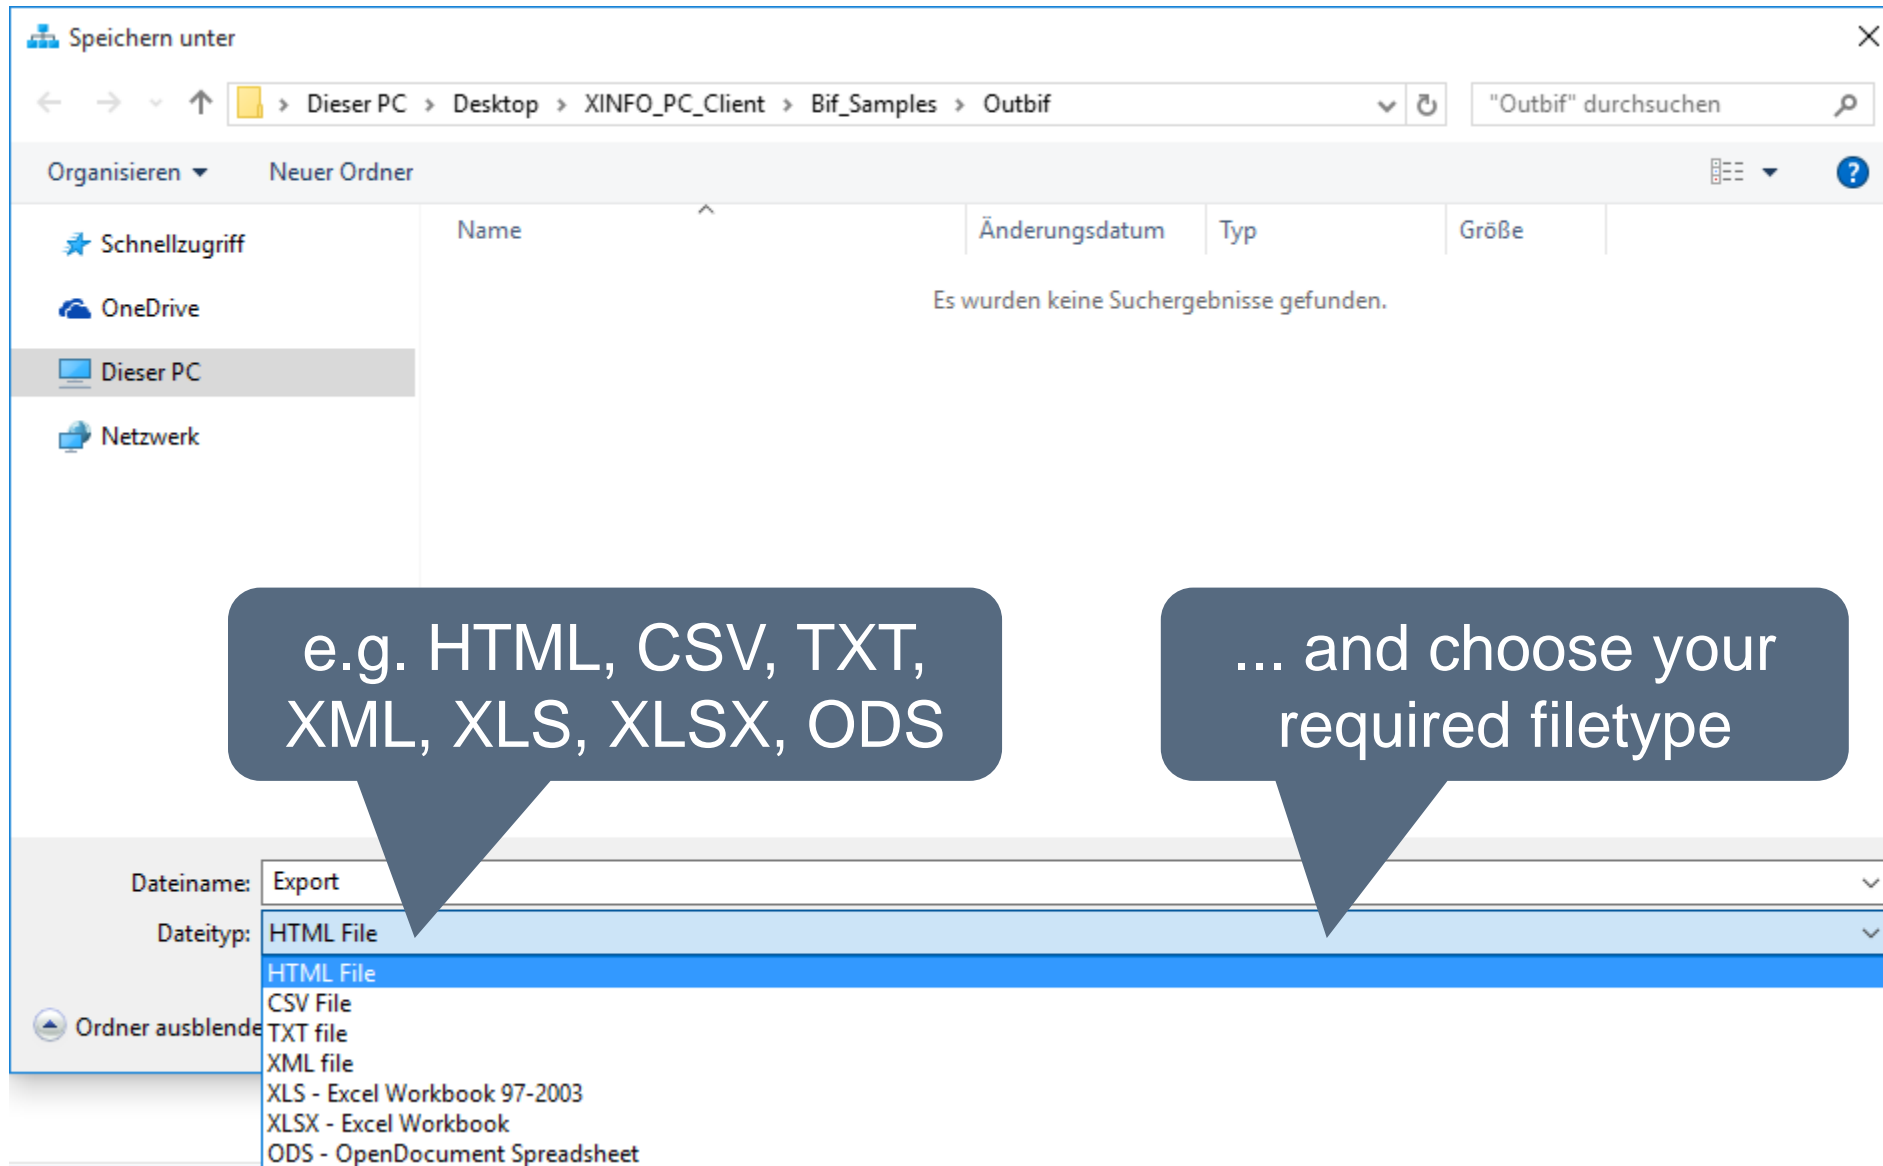 Speichern unter
Dieser PC > Desktop > XINFO_PC_Client > Bif_Samples > Outbif
"Outbif" durchsuchen
Organisieren
Neuer Ordner
?
Name
Änderungsdatum
Typ
Größe
Schnellzugriff
Es wurden keine Suchergebnisse gefunden.
OneDrive
Dieser PC
Netzwerk
e.g. HTML, CSV, TXT,
XML, XLS, XLSX, ODS
... and choose your
required filetype
Dateiname:
Export
Dateityp:
HTML File
HTML File
CSV File
Ordner ausblende
TXT file
XML file
XLS - Excel Workbook 97-2003
XLSX - Excel Workbook
ODS - OpenDocument Spreadsheet